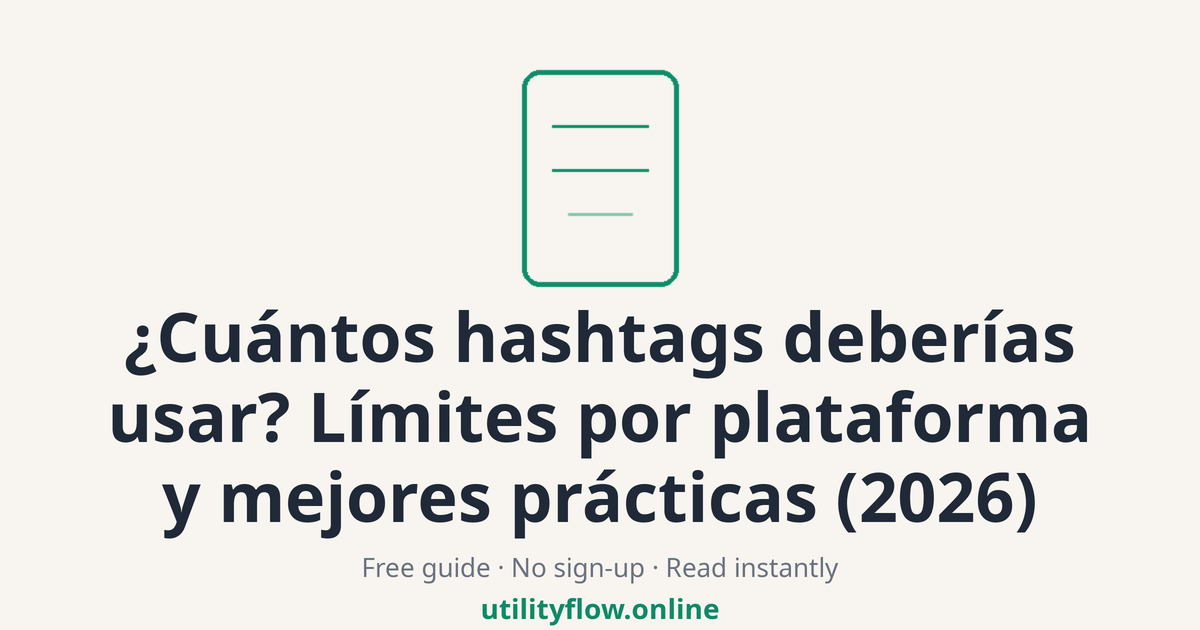 ¿Cuántos hashtags deberías
usar? Límites por plataforma
y mejores prácticas (2026)
Free guide · No sign-up · Read instantly
utilityflow.online